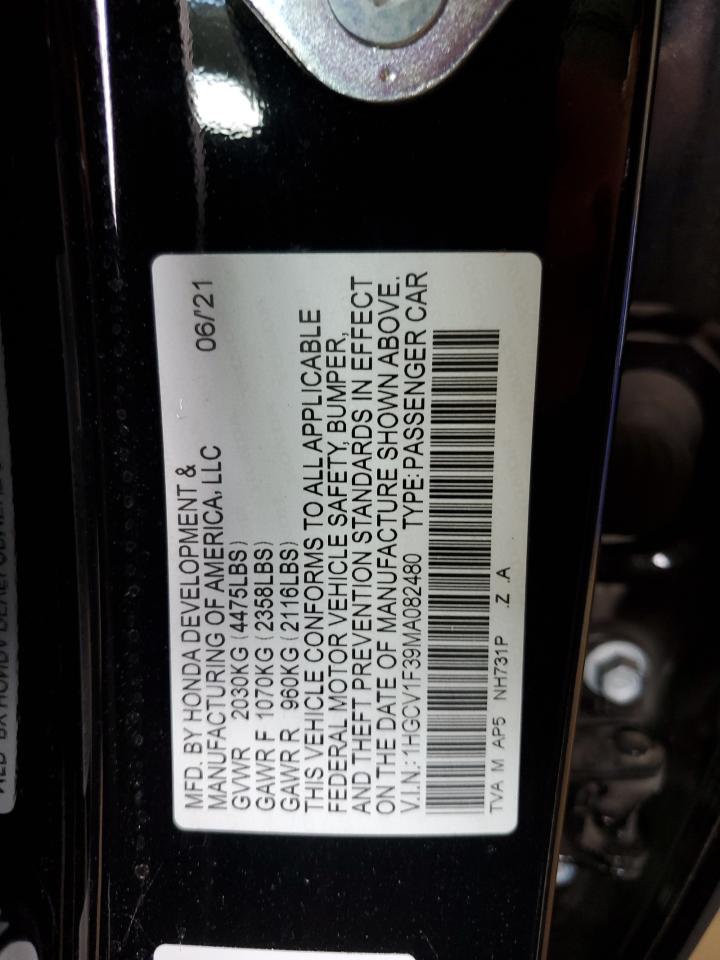 MFD. BY HONDA DEVELOPMENT &
MANUFACTURING OF AMERICA, LLC 06/'21
GVWR 2030KG (4475LBS)
GAWR F 1070KG (2358LBS)
GAWR R 960KG (2116LBS)
THIS VEHICLE CONFORMS TO ALL APPLICABLE
FEDERAL MOTOR VEHICLE SAFETY, BUMPER,
AND THEFT PREVENTION STANDARDS IN EFFECT
ON THE DATE OF MANUFACTURE SHOWN ABOVE.
V.I.N.:1HGCV1F39MA082480 TYPE:PASSENGER CAR
TVA M AP5 NH731P .Z .A